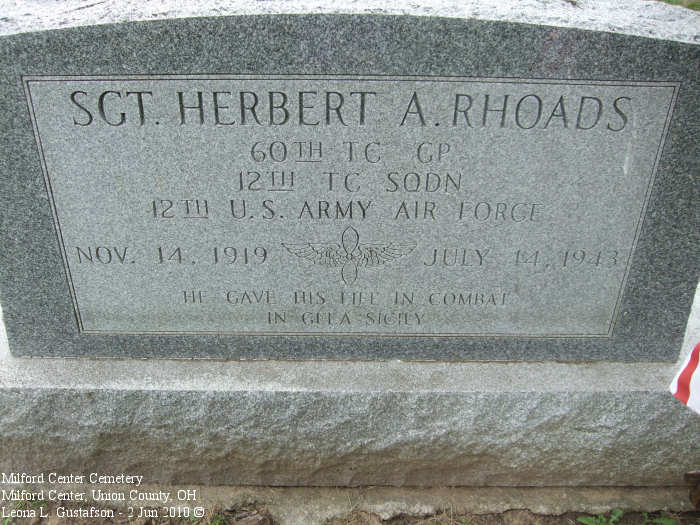 SGT. HERBERT A. RHOADS
60TH TC GP
12TH TC SQDN
12TH U.S. ARMY AIR FORCE
NOV. 14, 1919 JULY 14, 1943
HE GAVE HIS LIFE IN COMBAT
IN GELA SICILY
Milford Center Cemetery
Milford Center, Union County, OH
Leona L. Gustafson - 2 Jun 2010 ©